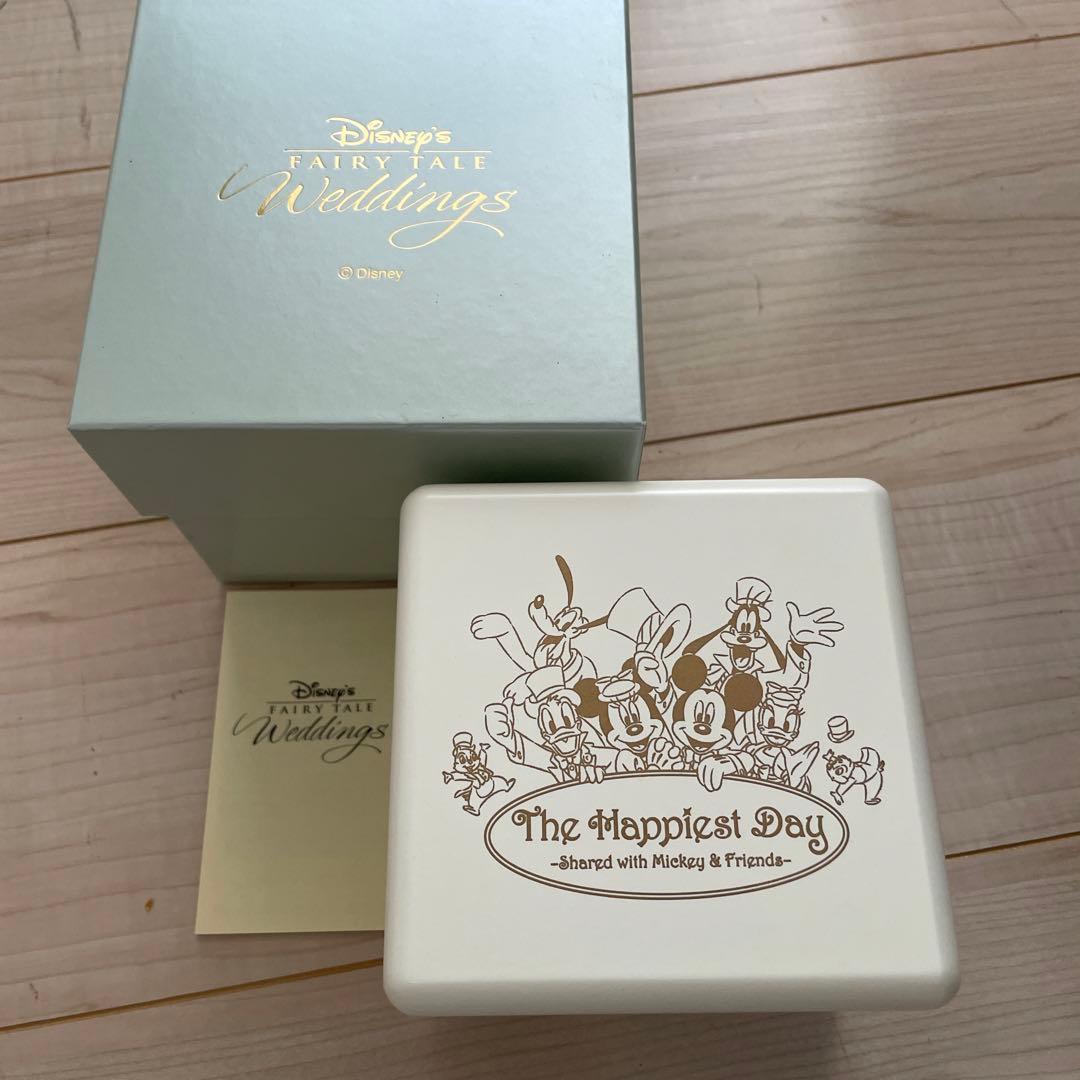 Disney's
FAIRY TALE
Weddings
© Disney
Disney's
FAIRY TALE
Weddings
The Happiest Day
-Shared with Mickey & Friends-